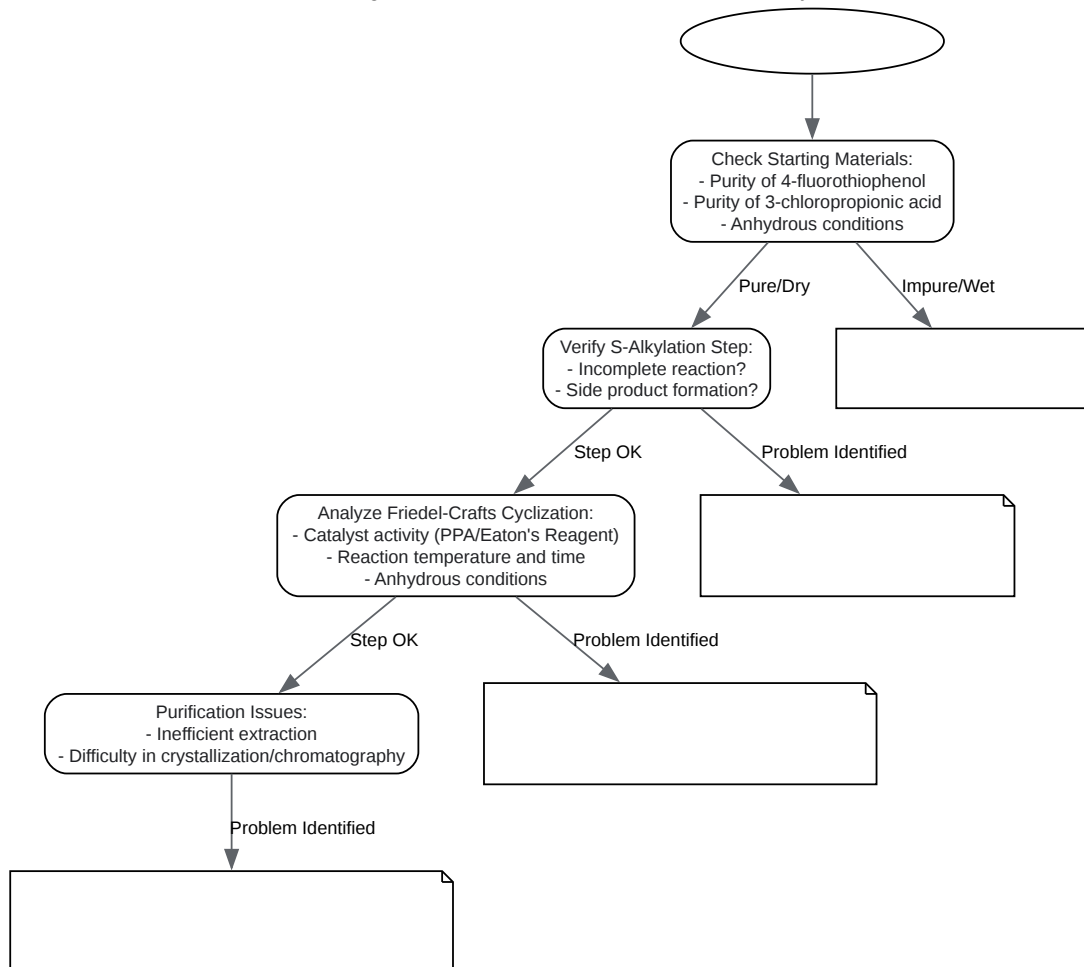 Check Starting Materials:
- Purity of 4-fluorothiophenol
- Purity of 3-chloropropionic acid
- Anhydrous conditions
Pure/Dry
Impure/Wet
Verify S-Alkylation Step:
- Incomplete reaction?
- Side product formation?
Step OK
Problem Identified
Analyze Friedel-Crafts Cyclization:
- Catalyst activity (PPA/Eaton's Reagent)
- Reaction temperature and time
- Anhydrous conditions
Step OK
Problem Identified
Purification Issues:
- Inefficient extraction
- Difficulty in crystallization/chromatography
Problem Identified